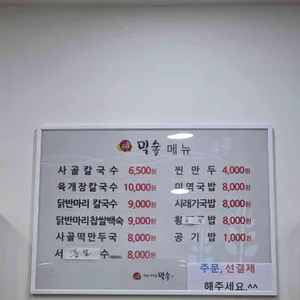 밀숲 메뉴
사골칼국수 6,500원 찐만두 4,000원
육개장칼국수 10,000원 미역국밥 8,000원
닭반마리 칼국수 9,000원 시래기국밥 8,000원
닭반마리찹쌀백숙 9,000원 8,000원
사골떡만두국 8,000원 공기밥 1,000원
8,000원
밀숲
주문, 선결제
해주세요.^^